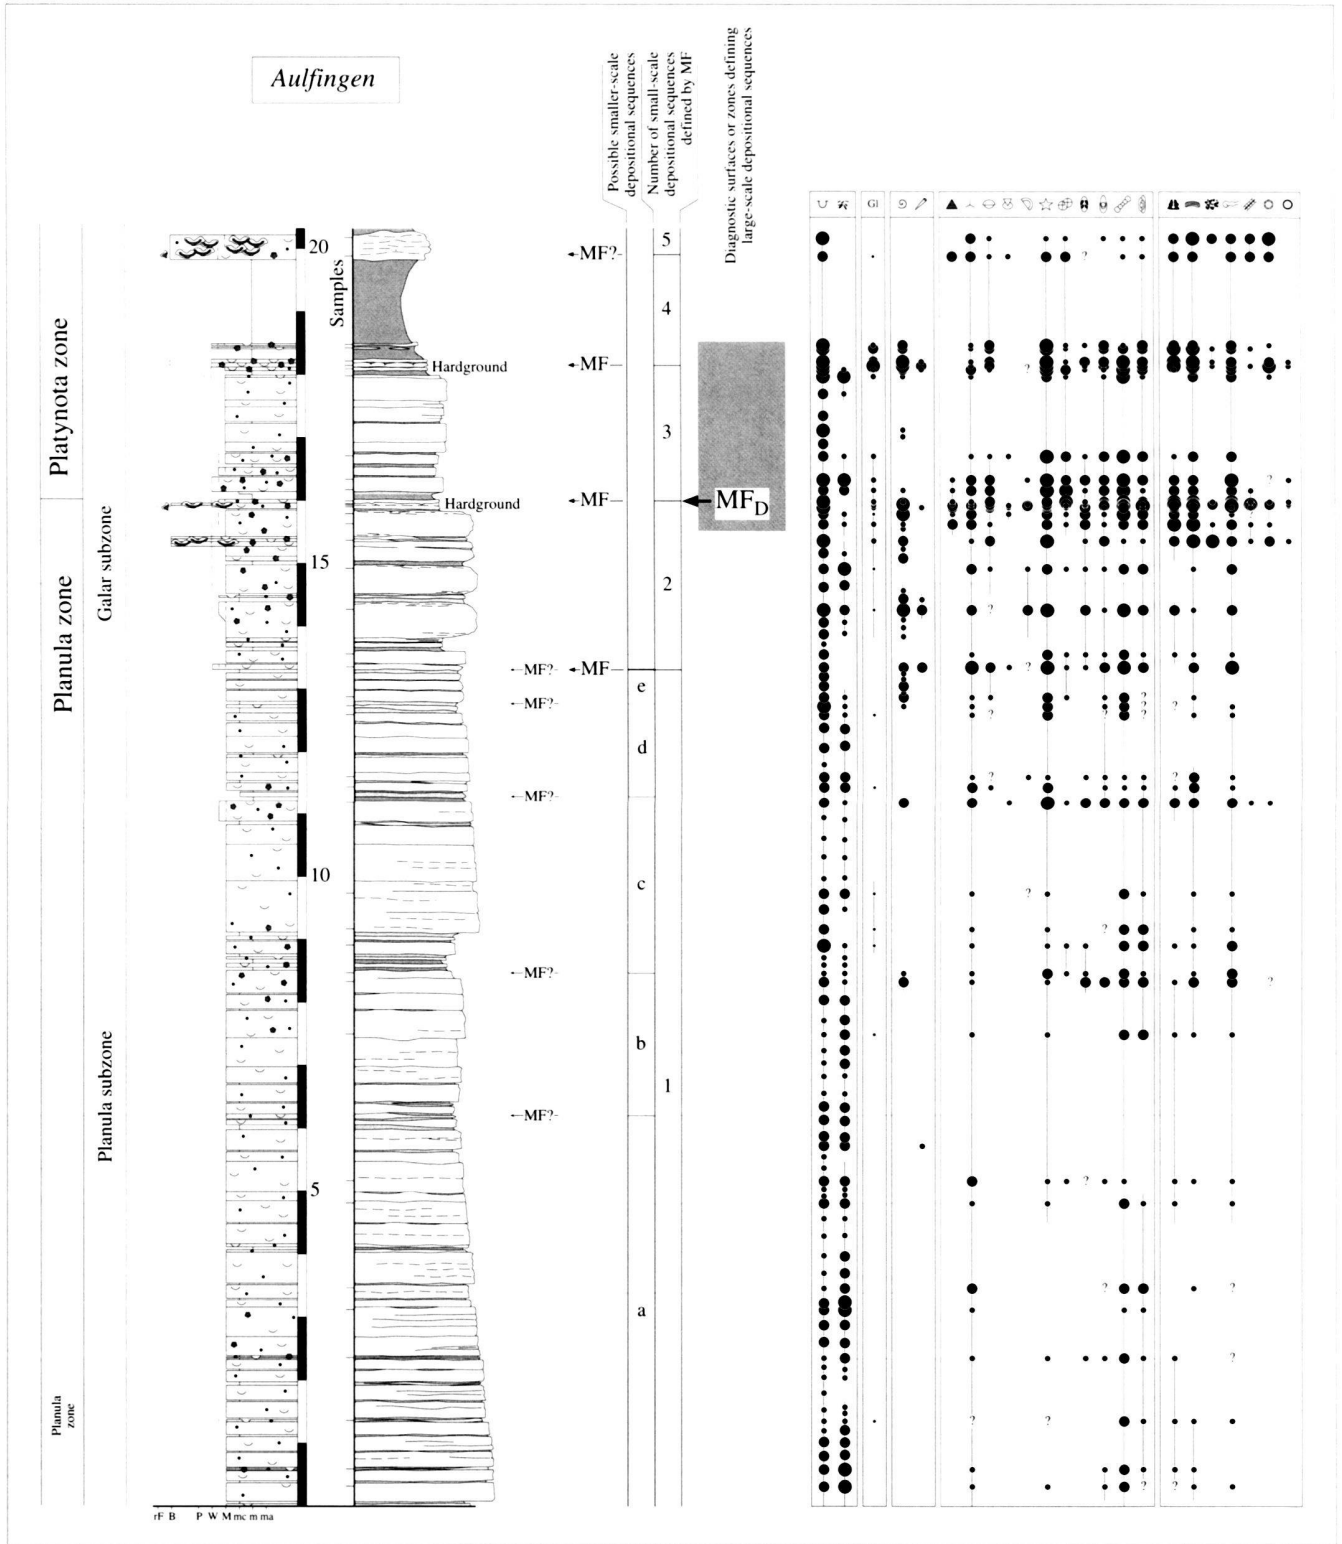 Aulfingen
Possible smaller-scale
depositional sequences
Number of small-scale
depositional sequences
defined by MF
Diagnostic surfaces or zones defining
large-scale depositional sequences
Gl
Samples
20
15
10
5
Platynota zone
Planula zone
Galar subzone
Planula subzone
Planula
zone
Hardground
Hardground
MF?
MF
MF
MF? MF
MF?
MF?
MF?
MF?
MF_D
5
4
3
2
1
e
d
c
b
a
?
?
?
?
?
?
?
? ?
? ? ? ?
? ?
?
?
?
?
? ?
?
? ?
? ?
rF B P W M mc m ma